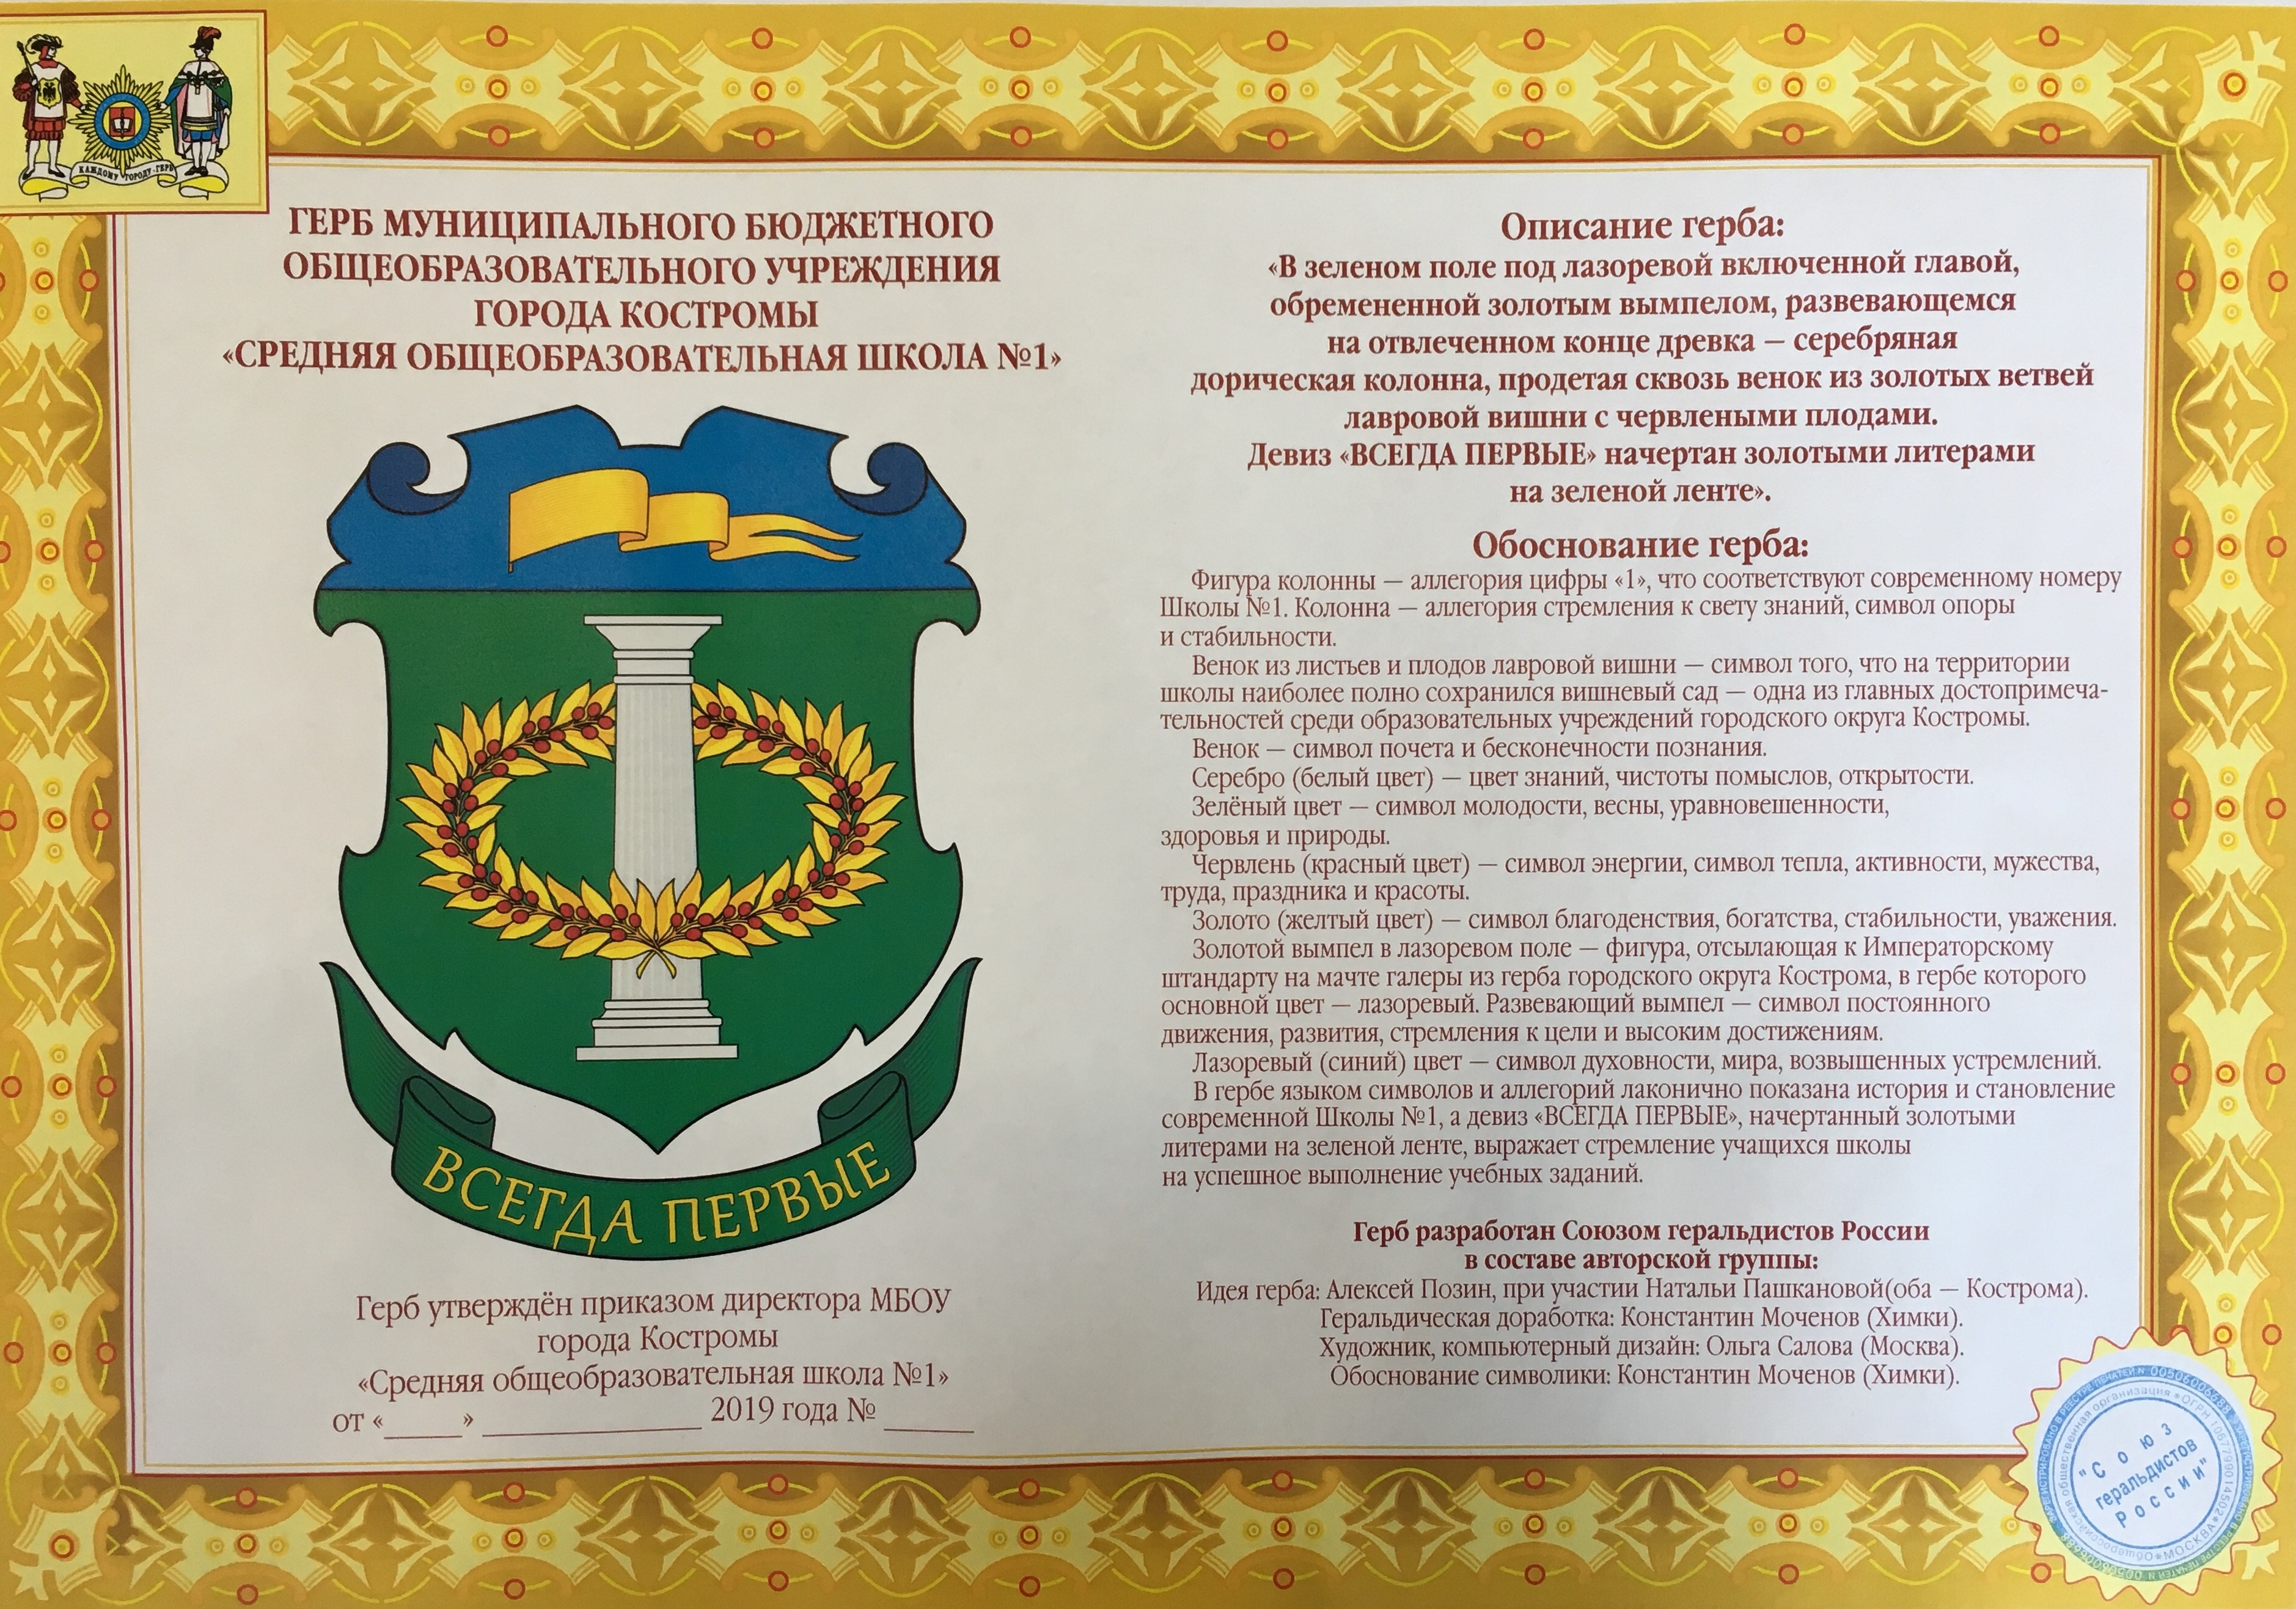 КАЖДОМУ ГОРОДУ-ГЕРБ
ГЕРБ МУНИЦИПАЛЬНОГО БЮДЖЕТНОГО
ОБЩЕОБРАЗОВАТЕЛЬНОГО УЧРЕЖДЕНИЯ
ГОРОДА КОСТРОМЫ
«СРЕДНЯЯ ОБЩЕОБРАЗОВАТЕЛЬНАЯ ШКОЛА №1»
ВСЕГДА ПЕРВЫЕ
Герб утверждён приказом директора МБОУ
города Костромы
«Средняя общеобразовательная школа №1»
от «_____» ______________ 2019 года № ______
Описание герба:
«В зеленом поле под лазоревой включенной главой,
обремененной золотым вымпелом, развевающемся
на отвлеченном конце древка — серебряная
дорическая колонна, продетая сквозь венок из золотых ветвей
лавровой вишни с червлеными плодами.
Девиз «ВСЕГДА ПЕРВЫЕ» начертан золотыми литерами
на зеленой ленте».
Обоснование герба:
Фигура колонны — аллегория цифры «1», что соответствуют современному номеру
Школы №1. Колонна — аллегория стремления к свету знаний, символ опоры
и стабильности.
Венок из листьев и плодов лавровой вишни — символ того, что на территории
школы наиболее полно сохранился вишневый сад — одна из главных достопримеча-
тельностей среди образовательных учреждений городского округа Костромы.
Венок — символ почета и бесконечности познания.
Серебро (белый цвет) — цвет знаний, чистоты помыслов, открытости.
Зелёный цвет — символ молодости, весны, уравновешенности,
здоровья и природы.
Червлень (красный цвет) — символ энергии, символ тепла, активности, мужества,
труда, праздника и красоты.
Золото (желтый цвет) — символ благоденствия, богатства, стабильности, уважения.
Золотой вымпел в лазоревом поле — фигура, отсылающая к Императорскому
штандарту на мачте галеры из герба городского округа Кострома, в гербе которого
основной цвет — лазоревый. Развевающий вымпел — символ постоянного
движения, развития, стремления к цели и высоким достижениям.
Лазоревый (синий) цвет — символ духовности, мира, возвышенных устремлений.
В гербе языком символов и аллегорий лаконично показана история и становление
современной Школы №1, а девиз «ВСЕГДА ПЕРВЫЕ», начертанный золотыми
литерами на зеленой ленте, выражает стремление учащихся школы
на успешное выполнение учебных заданий.
Герб разработан Союзом геральдистов России
в составе авторской группы:
Идея герба: Алексей Позин, при участии Натальи Пашкановой(оба — Кострома).
Геральдическая доработка: Константин Моченов (Химки).
Художник, компьютерный дизайн: Ольга Салова (Москва).
Обоснование символики: Константин Моченов (Химки).
"Союз
геральдистов
России"
Общероссийская общественная организация
МОСКВА